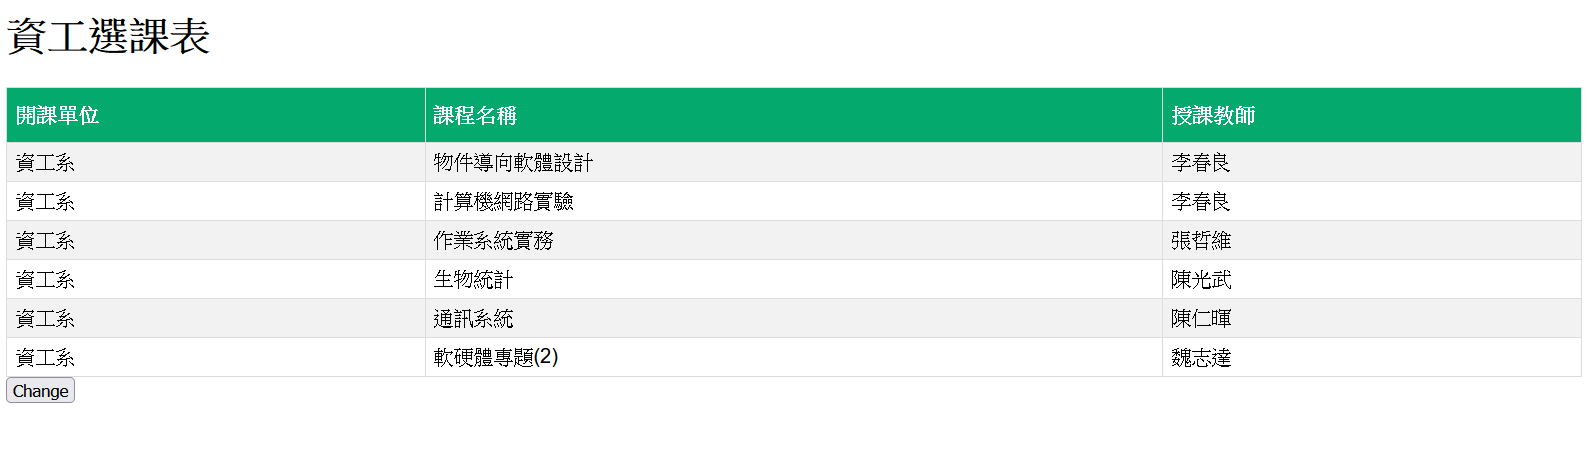 資工選課表
開課單位 課程名稱 授課教師
資工系 物件導向軟體設計 李春良
資工系 計算機網路實驗 李春良
資工系 作業系統實務 張哲維
資工系 生物統計 陳光武
資工系 通訊系統 陳仁暉
資工系 軟硬體專題(2) 魏志達
Change